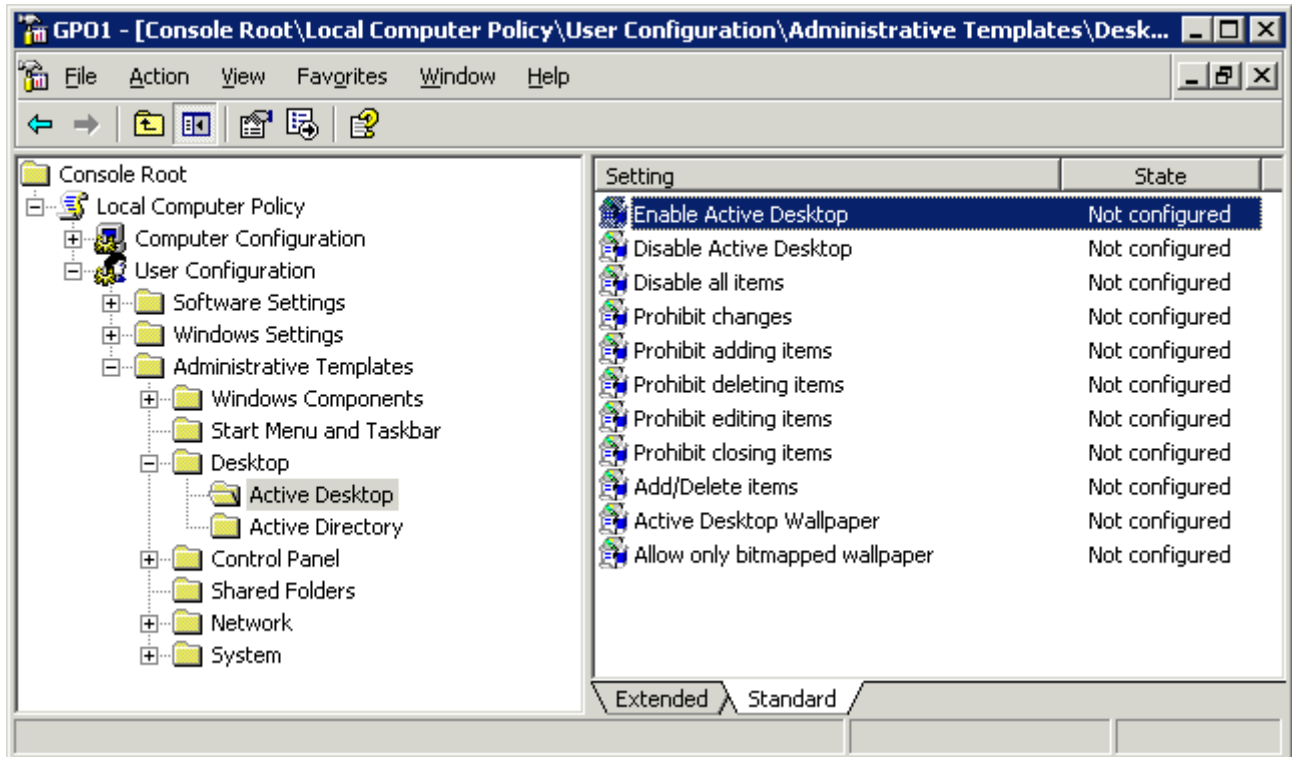 GPO1 - [Console Root\Local Computer Policy\User Configuration\Administrative Templates\Desk...
File Action View Favorites Window Help
Console Root
Local Computer Policy
Computer Configuration
User Configuration
Software Settings
Windows Settings
Administrative Templates
Windows Components
Start Menu and Taskbar
Desktop
Active Desktop
Active Directory
Control Panel
Shared Folders
Network
System
Setting State
Enable Active Desktop Not configured
Disable Active Desktop Not configured
Disable all items Not configured
Prohibit changes Not configured
Prohibit adding items Not configured
Prohibit deleting items Not configured
Prohibit editing items Not configured
Prohibit closing items Not configured
Add/Delete items Not configured
Active Desktop Wallpaper Not configured
Allow only bitmapped wallpaper Not configured
Extended Standard